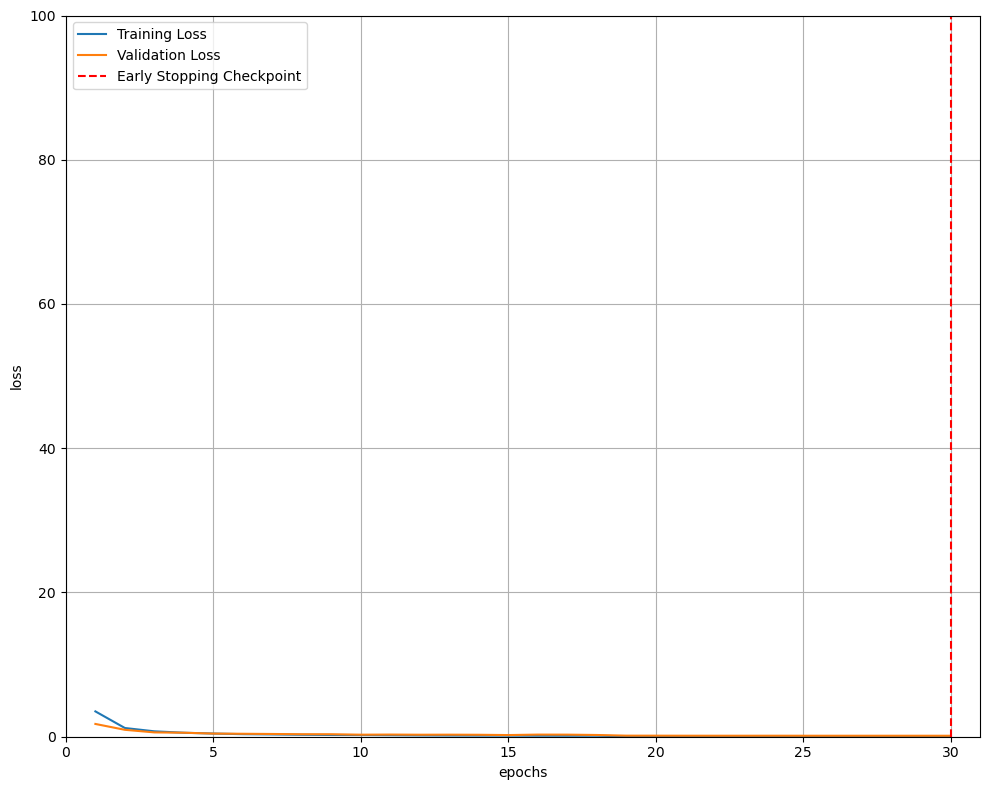 100
80
60
40
20
0
loss
Training Loss
Validation Loss
Early Stopping Checkpoint
0 5 10 15 20 25 30
epochs